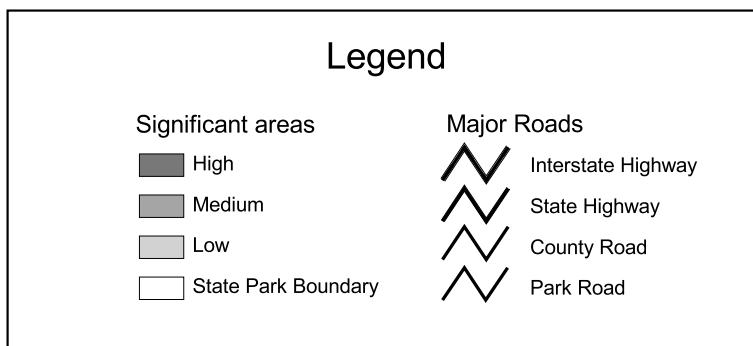 Legend
Significant areas
High
Medium
Low
State Park Boundary
Major Roads
Interstate Highway
State Highway
County Road
Park Road